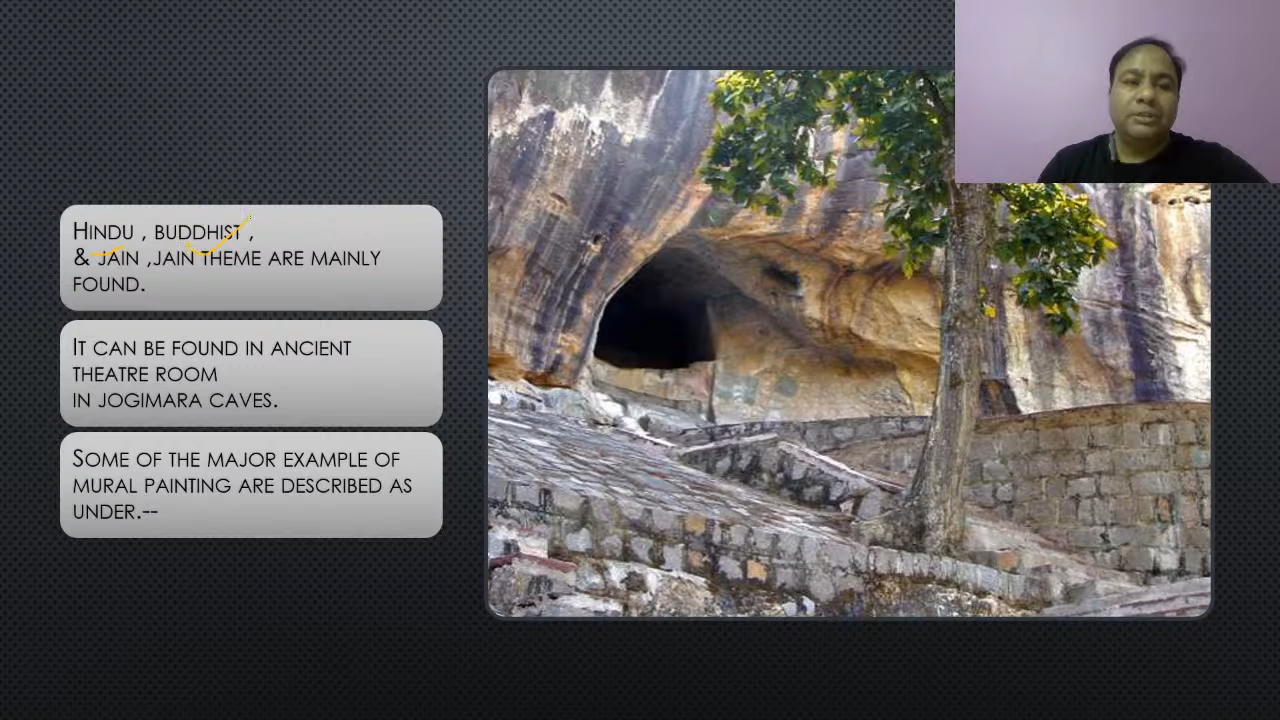 Hindu , buddhist ,
& jain ,jain theme are mainly
found.
It can be found in ancient
theatre room
in jogimara caves.
Some of the major example of
mural painting are described as
under.--